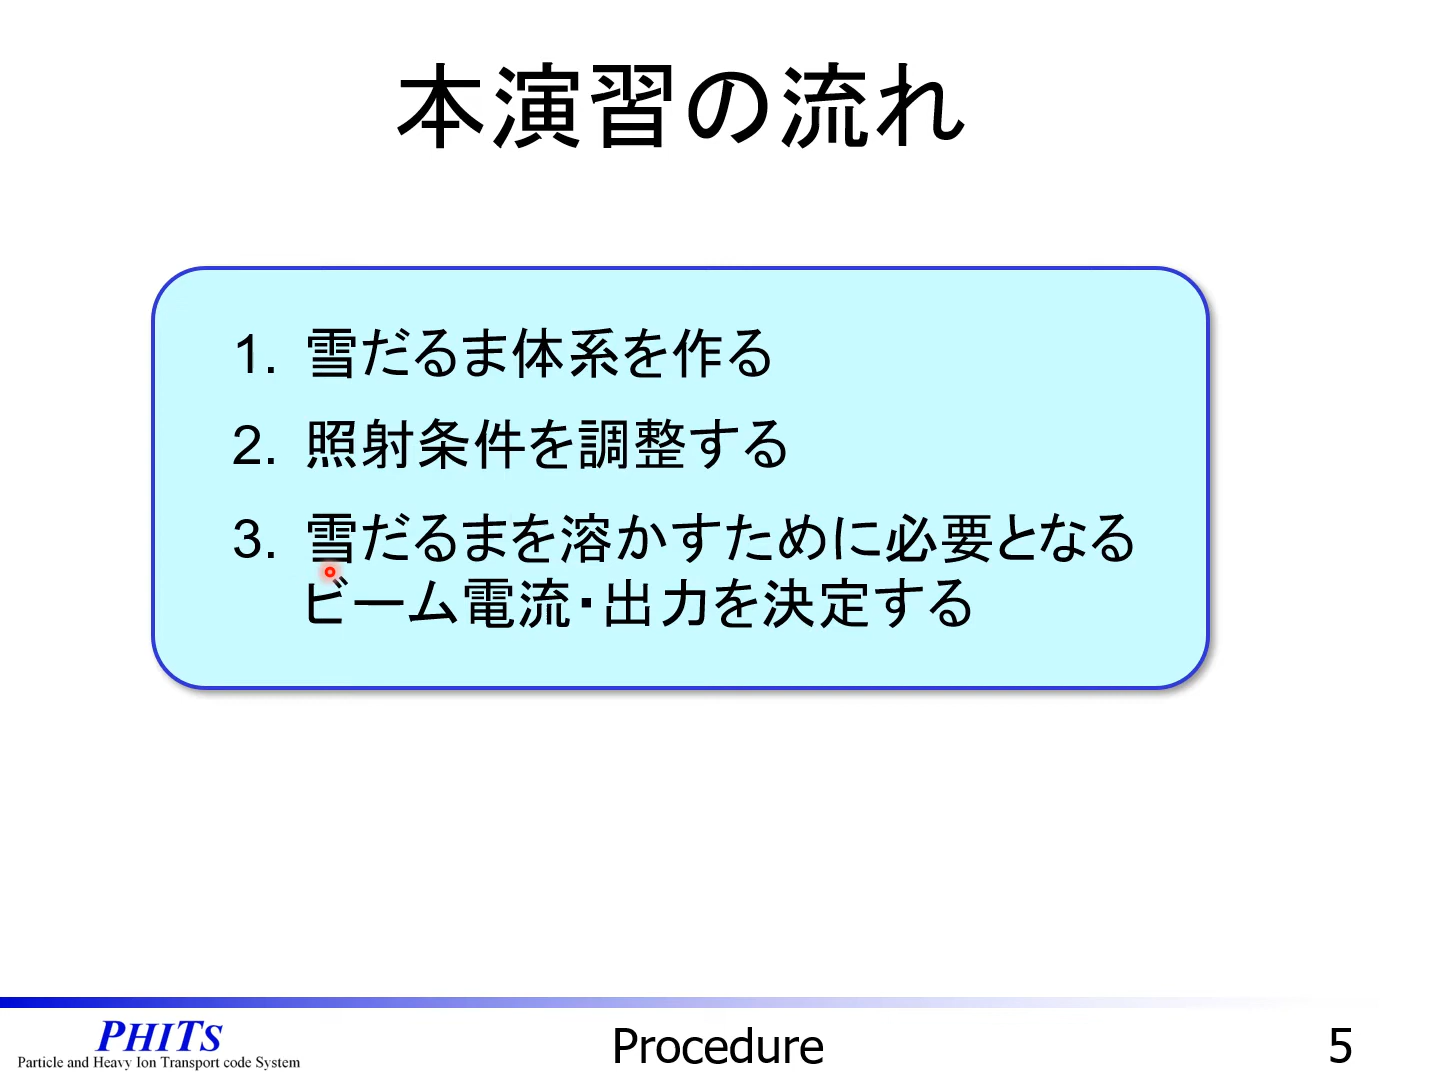 本演習の流れ
1. 雪だるま体系を作る
2. 照射条件を調整する
3. 雪だるまを溶かすために必要となる
ビーム電流・出力を決定する
PHITS
Particle and Heavy Ion Transport code System
Procedure
5